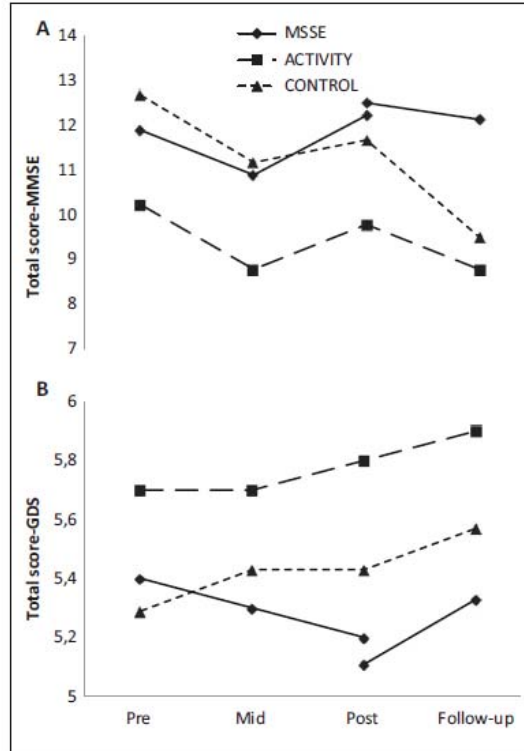 A
MSSE
ACTIVITY
CONTROL
Total score-MMSE
14
13
12
11
10
9
8
7
B
Total score-GDS
6
5,8
5,6
5,4
5,2
5
Pre Mid Post Follow-up